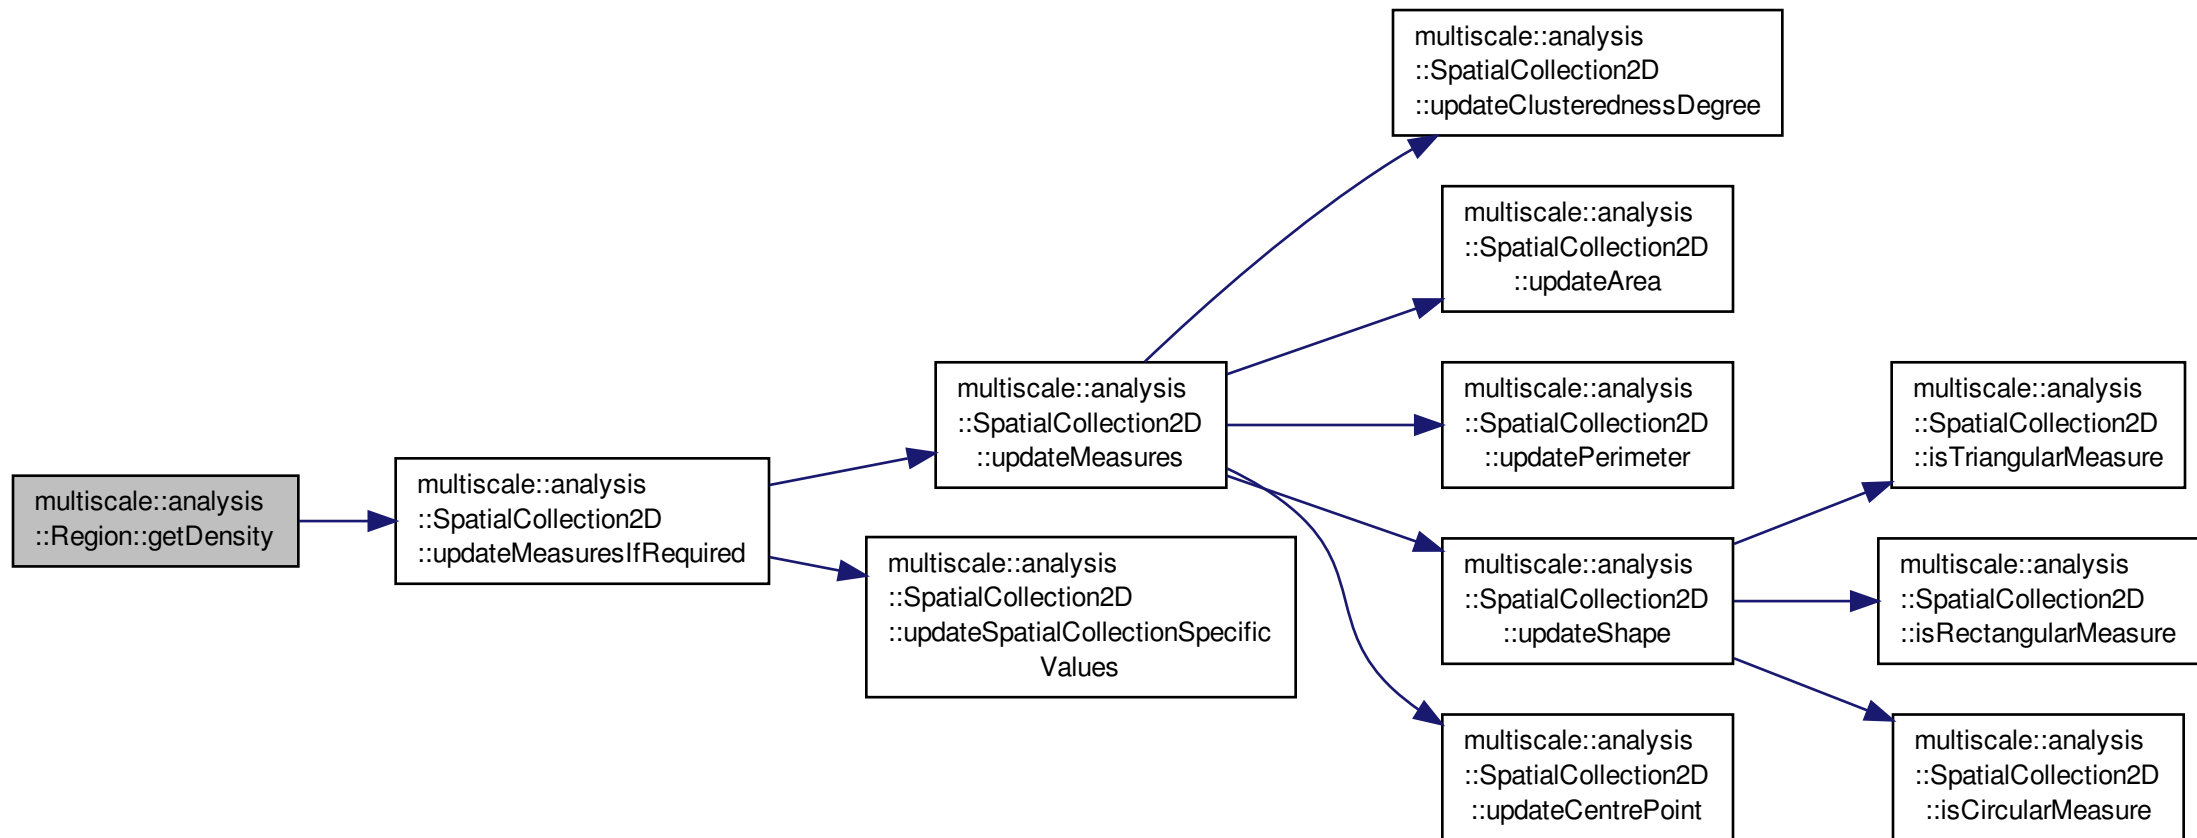 multiscale::analysis
::Region::getDensity
multiscale::analysis
::SpatialCollection2D
::updateMeasuresIfRequired
multiscale::analysis
::SpatialCollection2D
::updateMeasures
multiscale::analysis
::SpatialCollection2D
::updateSpatialCollectionSpecific
Values
multiscale::analysis
::SpatialCollection2D
::updateClusterednessDegree
multiscale::analysis
::SpatialCollection2D
::updateArea
multiscale::analysis
::SpatialCollection2D
::updatePerimeter
multiscale::analysis
::SpatialCollection2D
::updateShape
multiscale::analysis
::SpatialCollection2D
::updateCentrePoint
multiscale::analysis
::SpatialCollection2D
::isTriangularMeasure
multiscale::analysis
::SpatialCollection2D
::isRectangularMeasure
multiscale::analysis
::SpatialCollection2D
::isCircularMeasure